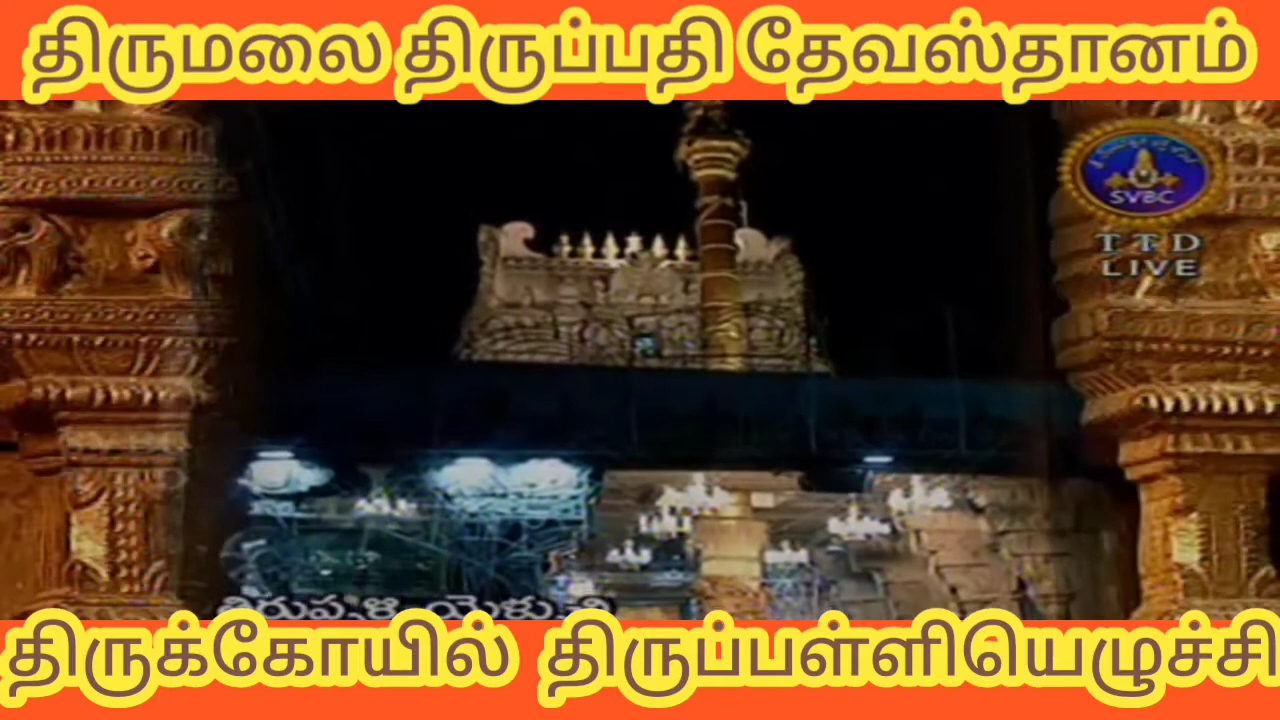 திருமலை திருப்பதி தேவஸ்தானம்
SVBC
TTD
LIVE
திருக்கோயில் திருப்பள்ளியெழுச்சி